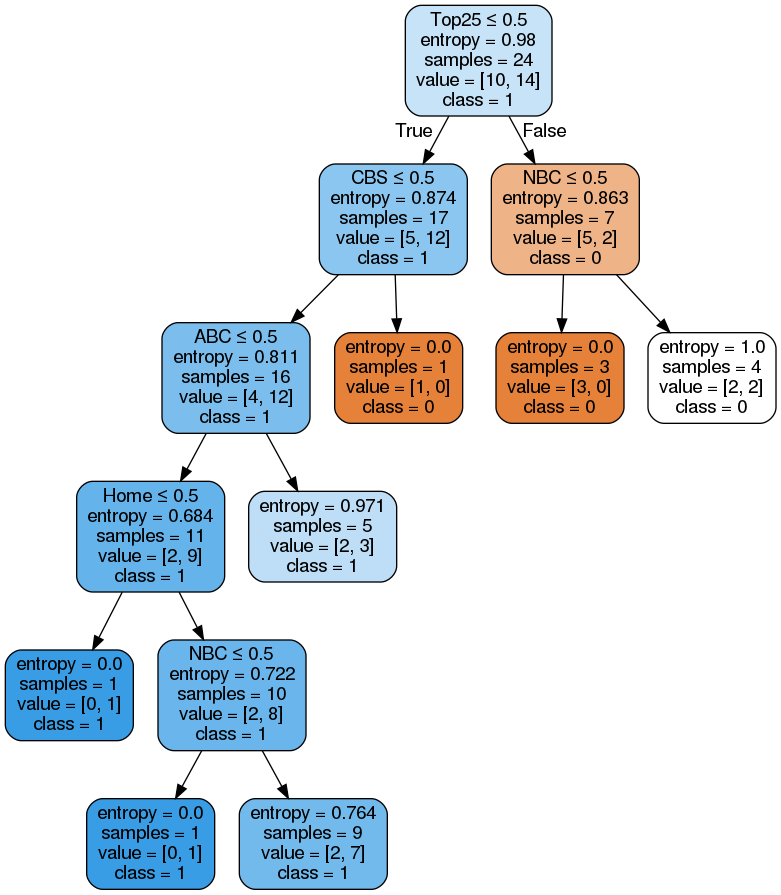 Top25 ≤ 0.5
entropy = 0.98
samples = 24
value = [10, 14]
class = 1
True
False
CBS ≤ 0.5
entropy = 0.874
samples = 17
value = [5, 12]
class = 1
NBC ≤ 0.5
entropy = 0.863
samples = 7
value = [5, 2]
class = 0
ABC ≤ 0.5
entropy = 0.811
samples = 16
value = [4, 12]
class = 1
entropy = 0.0
samples = 1
value = [1, 0]
class = 0
entropy = 0.0
samples = 3
value = [3, 0]
class = 0
entropy = 1.0
samples = 4
value = [2, 2]
class = 0
Home ≤ 0.5
entropy = 0.684
samples = 11
value = [2, 9]
class = 1
entropy = 0.971
samples = 5
value = [2, 3]
class = 1
entropy = 0.0
samples = 1
value = [0, 1]
class = 1
NBC ≤ 0.5
entropy = 0.722
samples = 10
value = [2, 8]
class = 1
entropy = 0.0
samples = 1
value = [0, 1]
class = 1
entropy = 0.764
samples = 9
value = [2, 7]
class = 1